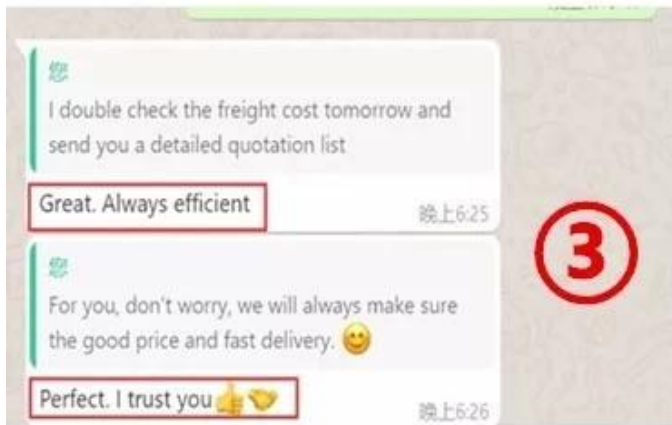 您
I double check the freight cost tomorrow and
send you a detailed quotation list
Great. Always efficient
晚上6:25
您
For you, don't worry, we will always make sure
the good price and fast delivery. 😊
Perfect. I trust you👍🤝
晚上6:26
③